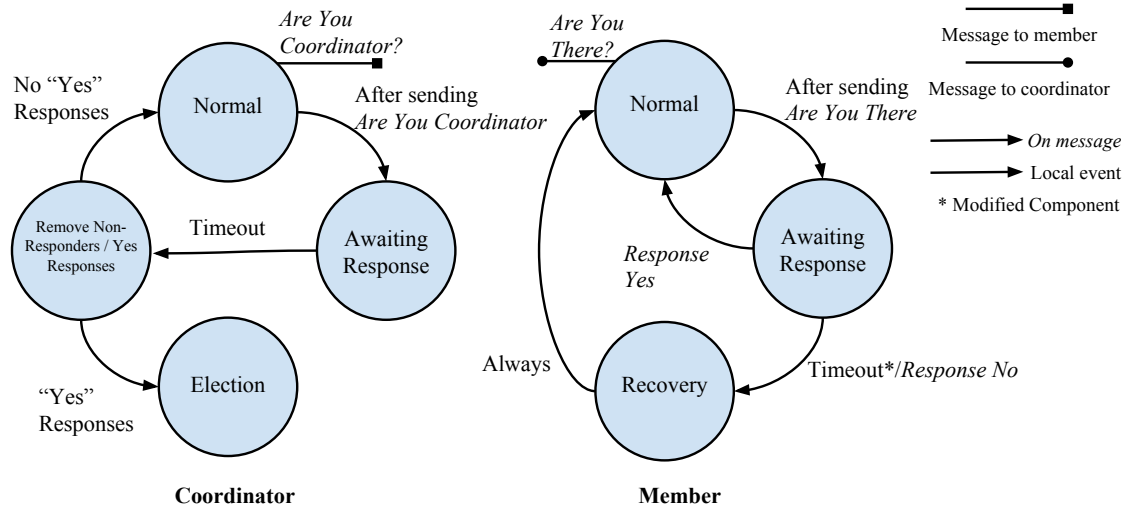 Are You
Coordinator?
No “Yes”
Responses
Normal
After sending
Are You Coordinator
Remove Non-
Responders / Yes
Responses
Timeout
Awaiting
Response
“Yes”
Responses
Election
Coordinator
Are You
There?
Normal
After sending
Are You There
Response
Yes
Awaiting
Response
Always
Recovery
Timeout*/Response No
Member
Message to member
Message to coordinator
On message
Local event
* Modified Component